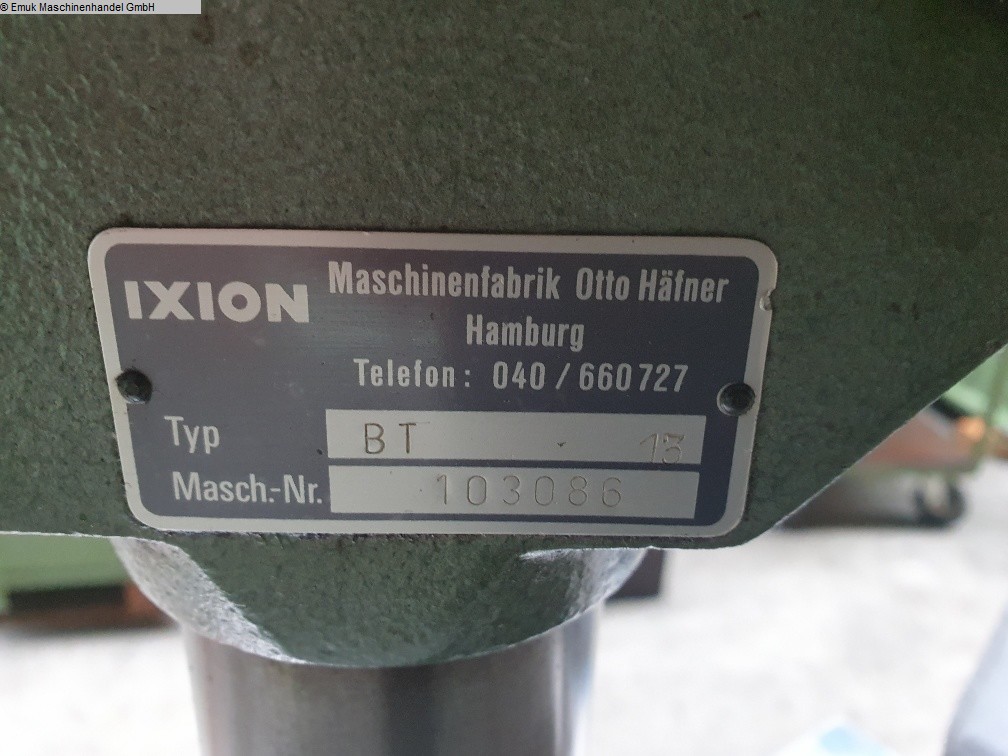 © Emuk Maschinenhandel GmbH
IXION
Maschinenfabrik Otto Häfner
Hamburg
Telefon: 040/660727
Typ BT 13
Masch.-Nr. 103086